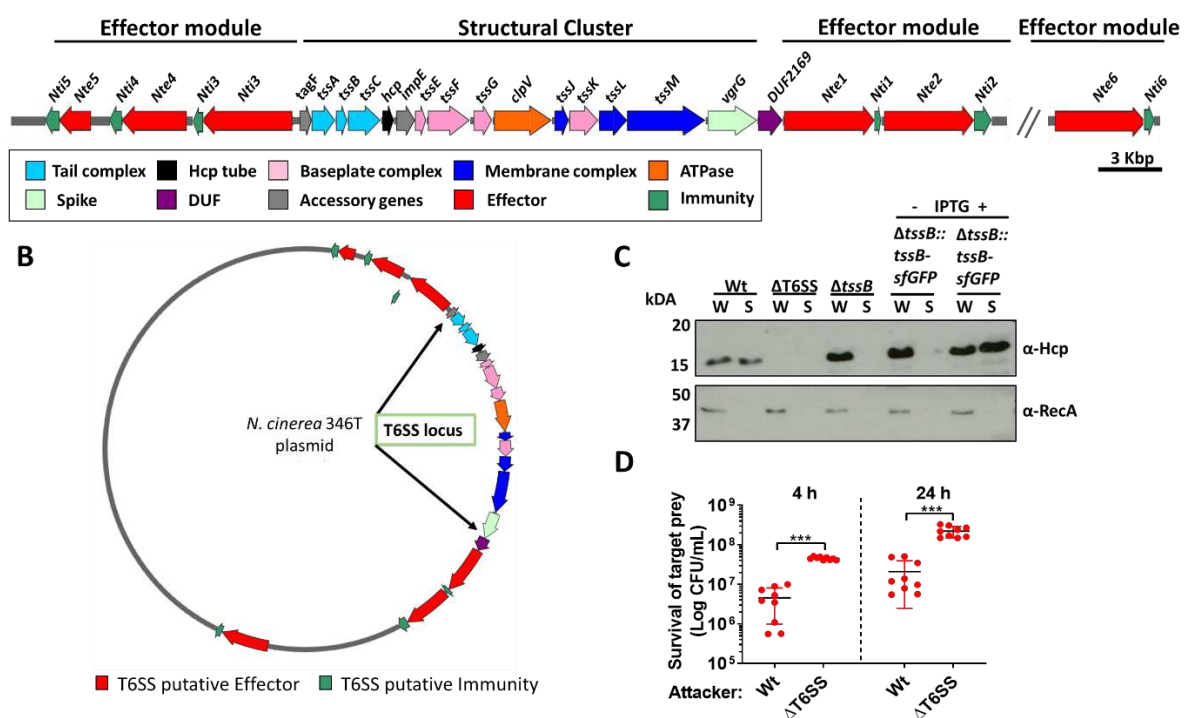 Effector module Structural Cluster Effector module Effector module
Nti5 Nte5 Nti4 Nte4 Nti3 Nti3 tagF tssA tssB tssC hcp impE tssE tssF tssG clpV tssJ tssK tssL tssM vgrG DUF2169 Nte1 Nti1 Nte2 Nti2 Nte6 Nti6
3 Kbp
Tail complex Hcp tube Baseplate complex Membrane complex ATPase
Spike DUF Accessory genes Effector Immunity
B
N. cinerea 346T
plasmid
T6SS locus
T6SS putative Effector T6SS putative Immunity
C
- IPTG +
ΔtssB:: ΔtssB::
tssB- tssB-
Wt ΔT6SS ΔtssB sfGFP sfGFP
kDA W S W S W S W S W S
20
15
α-Hcp
50
37
α-RecA
D
4 h 24 h
*** ***
Survival of target prey
(Log CFU/mL)
10⁹
10⁸
10⁷
10⁶
10⁵
Attacker: Wt ΔT6SS Wt ΔT6SS